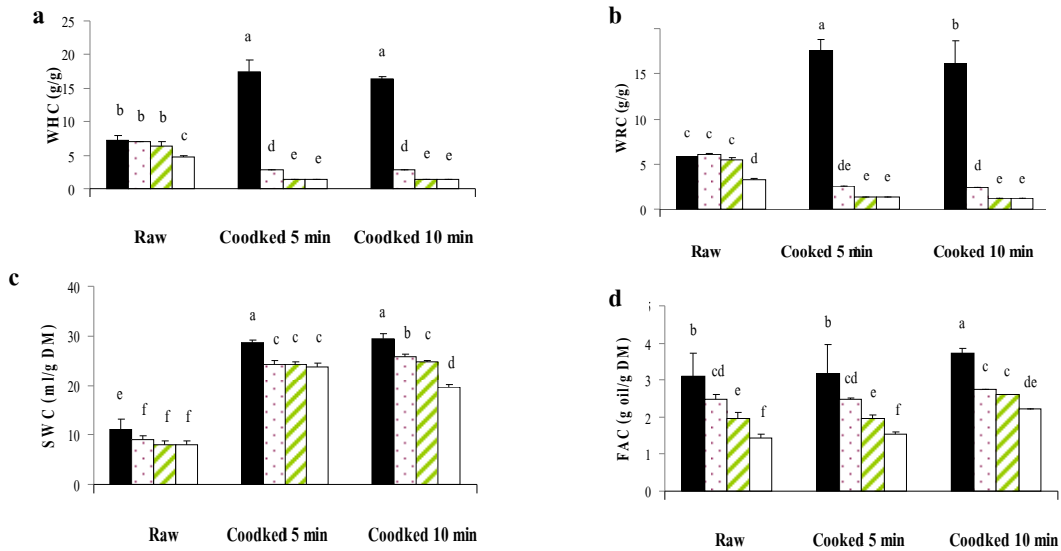 a
WHC (g/g)
25
20
15
10
5
0
b b b c
a
d e e
a
d e e
Raw Coodked 5 min Coodked 10 min
b
WRC (g/g)
15
10
5
0
c c c d
a
de e e
b
d e e
Raw Cooked 5 min Cooked 10 min
c
SWC (ml/g DM)
40
30
20
10
0
e f f f
a c c c
a b c d
Raw Coodked 5 min Coodked 10 min
d
FAC (g oil/g DM)
4
3
2
1
0
b cd e f
b cd e f
a c c de
Raw Cooked 5 min Cooked 10 min